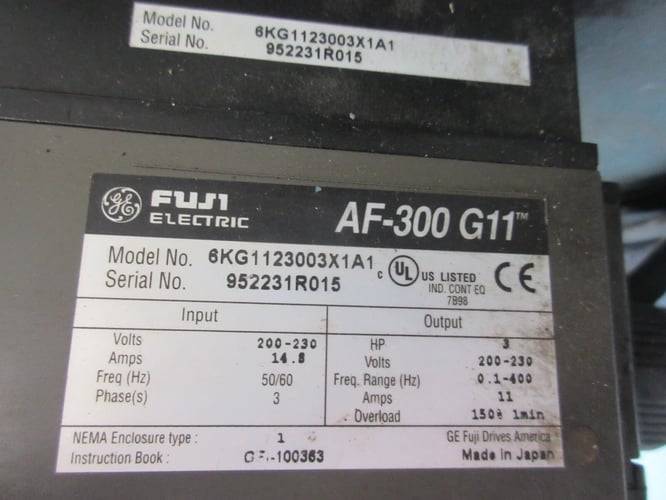 Model No. 6KG1123003X1A1
Serial No. 952231R015
GE FUJI ELECTRIC AF-300 G11™
Model No. 6KG1123003X1A1
Serial No. 952231R015
c UL US LISTED CE
IND. CONT EQ
7B98
Input Output
Volts 200-230 HP 3
Amps 14.8 Volts 200-230
Freq (Hz) 50/60 Freq. Range (Hz) 0.1-400
Phase(s) 3 Amps 11
Overload 150% 1min
NEMA Enclosure type : 1 GE Fuji Drives America
Instruction Book : -100363 Made in Japan